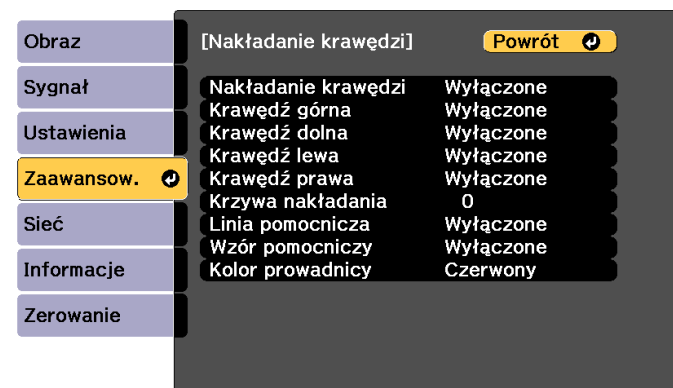 Obraz
Sygnał
Ustawienia
Zaawansow.
Sieć
Informacje
Zerowanie
[Nakładanie krawędzi] Powrót
Nakładanie krawędzi Wyłączone
Krawędź górna Wyłączone
Krawędź dolna Wyłączone
Krawędź lewa Wyłączone
Krawędź prawa Wyłączone
Krzywa nakładania 0
Linia pomocnicza Wyłączone
Wzór pomocniczy Wyłączone
Kolor prowadnicy Czerwony